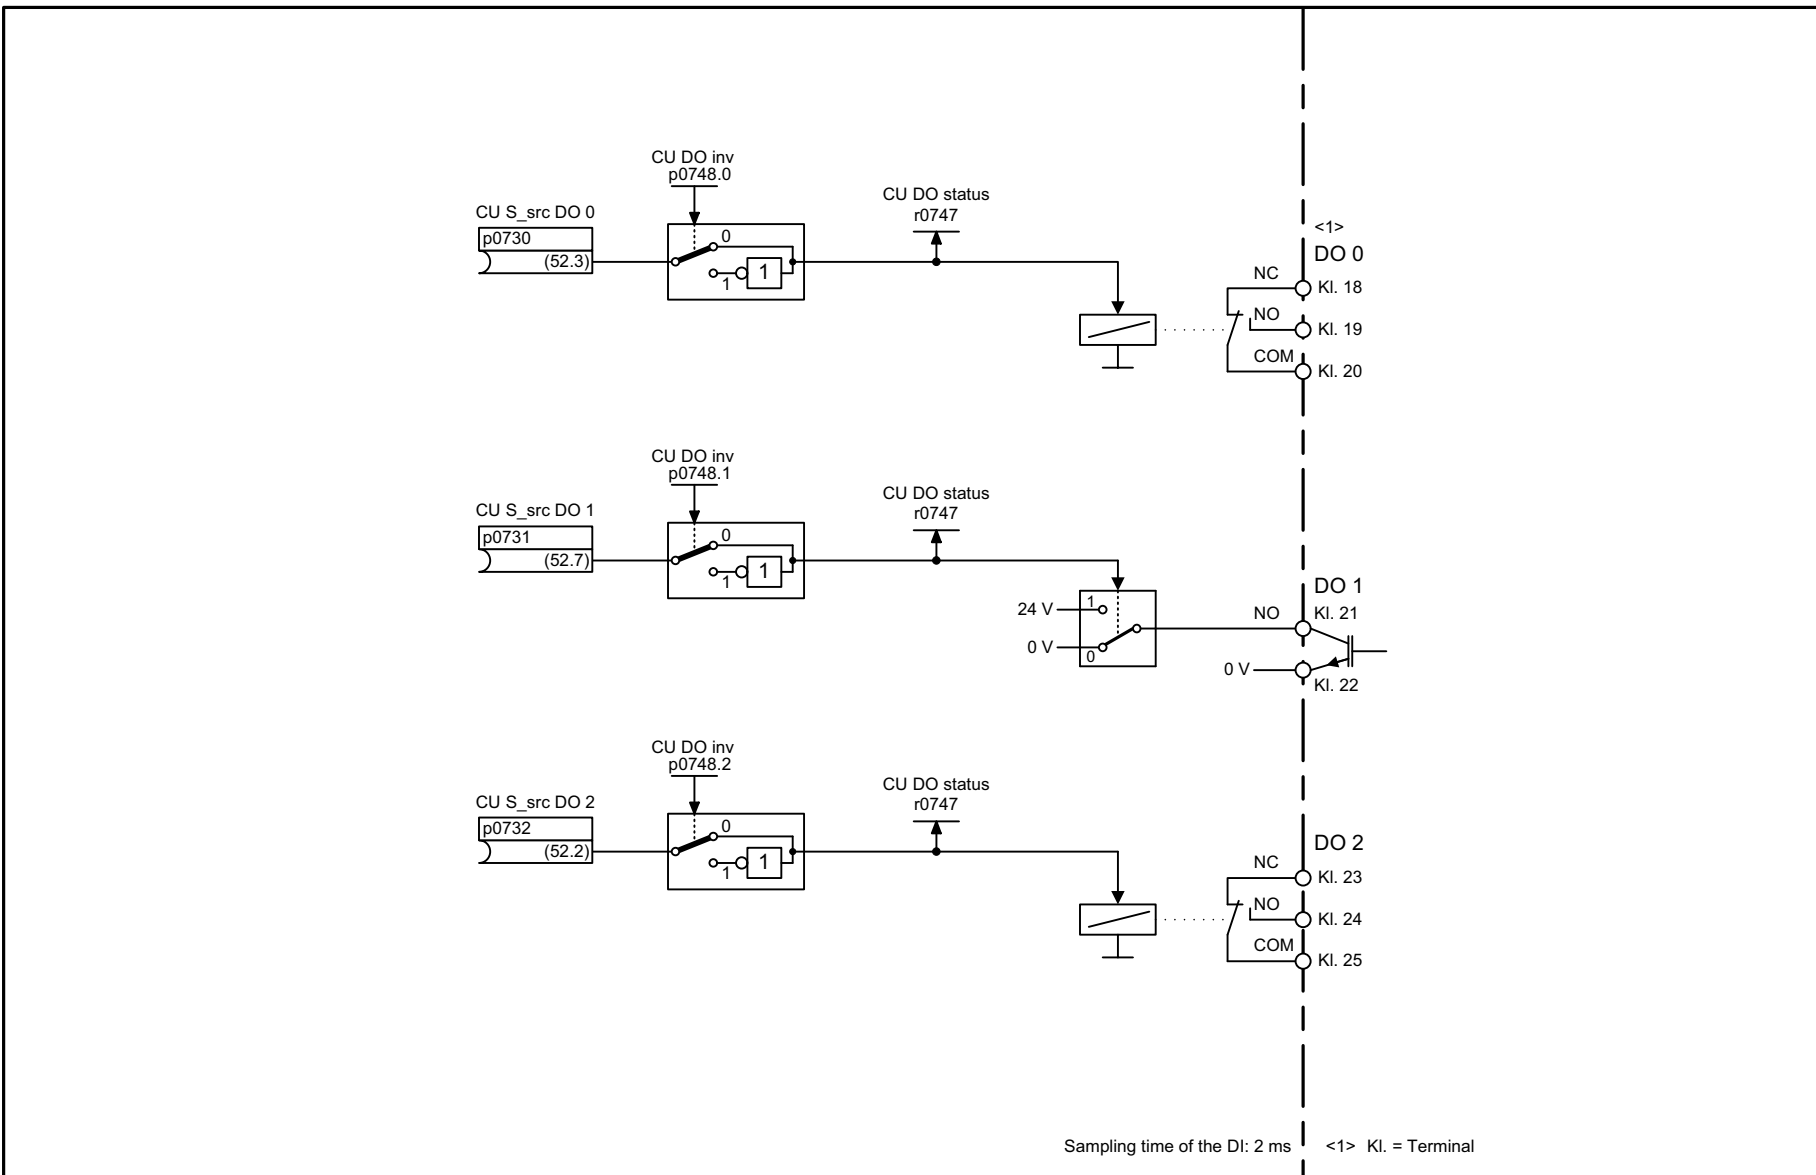 CU DO inv
p0748.0
CU DO status
r0747
CU S_src DO 0
p0730
(52.3)
0
1
1
<1>
DO 0
NC
Kl. 18
NO
Kl. 19
COM
Kl. 20
CU DO inv
p0748.1
CU DO status
r0747
CU S_src DO 1
p0731
(52.7)
0
1
1
24 V
1
0 V
0
DO 1
NO
Kl. 21
0 V
Kl. 22
CU DO inv
p0748.2
CU DO status
r0747
CU S_src DO 2
p0732
(52.2)
0
1
1
DO 2
NC
Kl. 23
NO
Kl. 24
COM
Kl. 25
Sampling time of the DI: 2 ms
<1> Kl. = Terminal